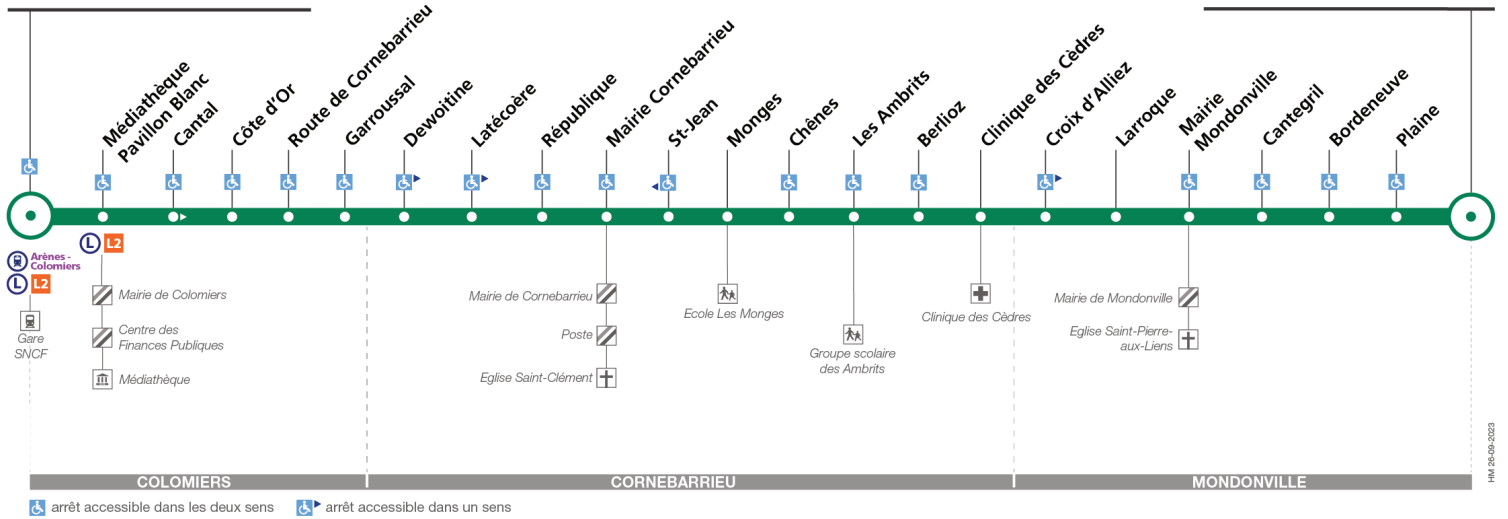 Médiathèque
Pavillon Blanc
Cantal
Côte d'Or
Route de Cornebarrieu
Garroussal
Dewoitine
Latécoère
République
Mairie Cornebarrieu
St-Jean
Monges
Chênes
Les Ambrits
Berlioz
Clinique des Cèdres
Croix d'Alliez
Larroque
Mairie
Mondonville
Cantegril
Bordeneuve
Plaine
L L2
Arènes -
Colomiers
L L2
Gare
SNCF
Mairie de Colomiers
Centre des
Finances Publiques
Médiathèque
Mairie de Cornebarrieu
Poste
Eglise Saint-Clément
Ecole Les Monges
Groupe scolaire
des Ambrits
Clinique des Cèdres
Mairie de Mondonville
Eglise Saint-Pierre-
aux-Liens
HM 26-09-2023
COLOMIERS
CORNEBARRIEU
MONDONVILLE
arrêt accessible dans les deux sens
arrêt accessible dans un sens